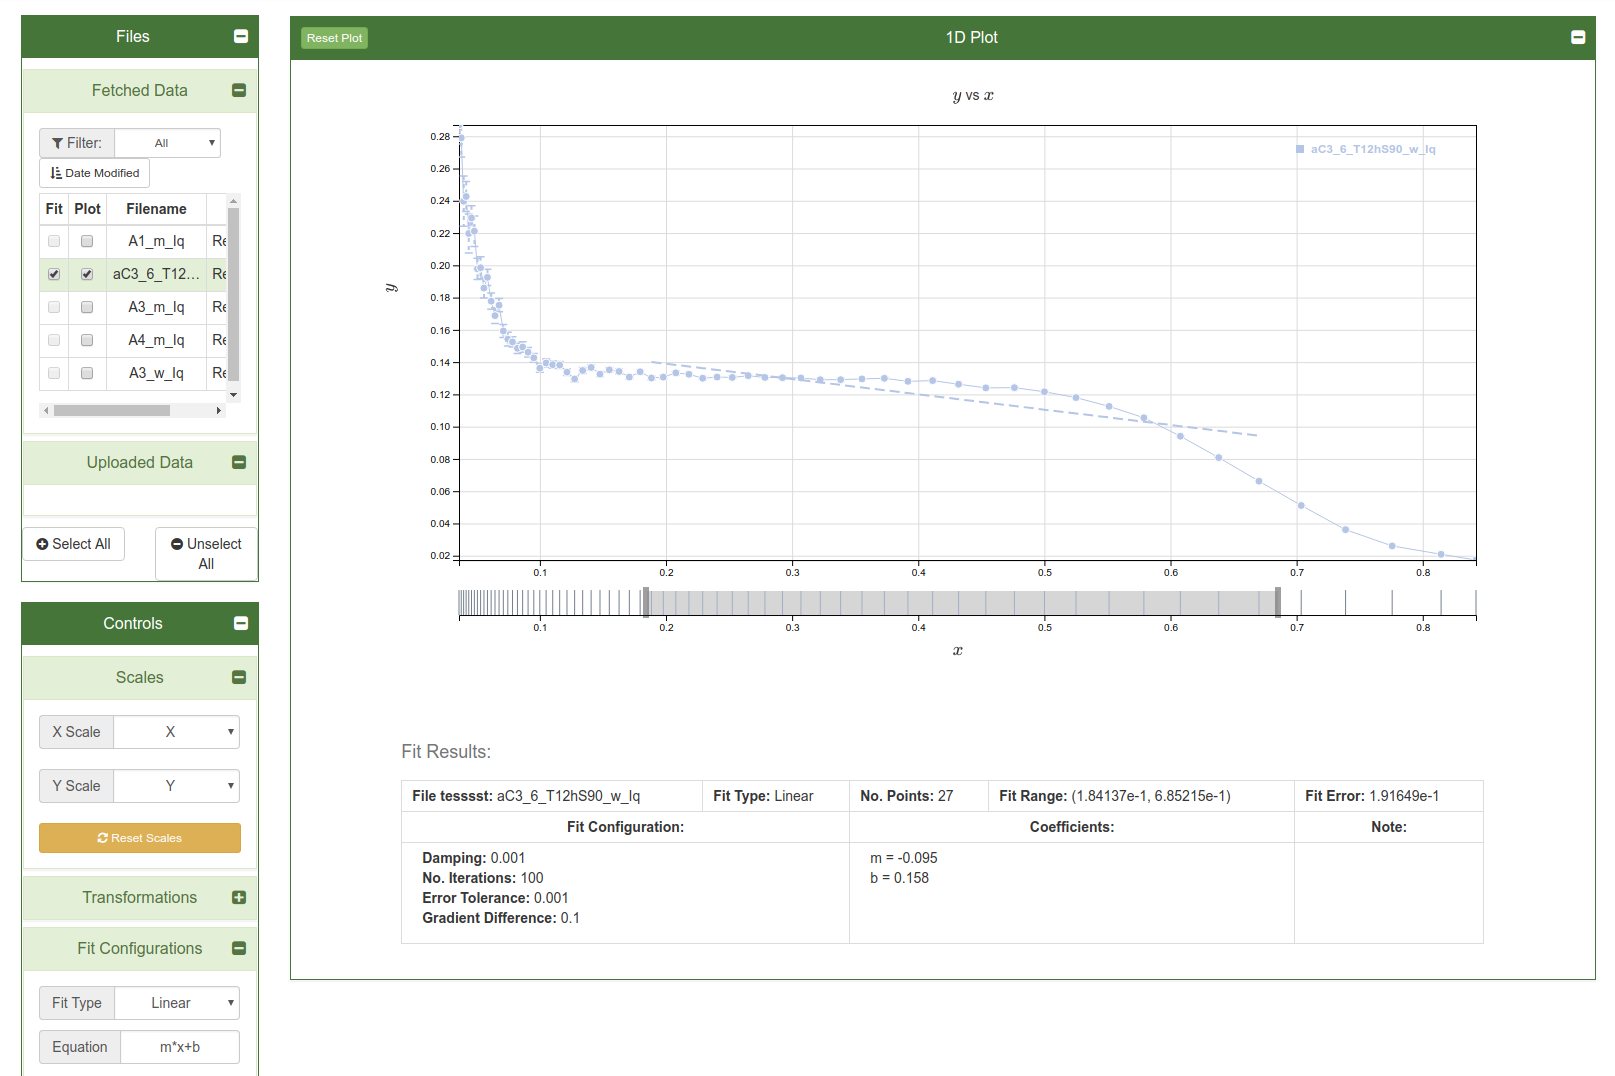 Files
Fetched Data
Filter: All
Date Modified
Fit Plot Filename
A1_m_Iq Re
aC3_6_T12... Re
A3_m_Iq Re
A4_m_Iq Re
A3_w_Iq Re
Uploaded Data
Select All
Unselect All
Controls
Scales
X Scale X
Y Scale Y
Reset Scales
Transformations
Fit Configurations
Fit Type Linear
Equation m*x+b
Reset Plot 1D Plot
y vs x
aC3_6_T12hS90_w_Iq
0.28
0.26
0.24
0.22
0.20
0.18
0.16
0.14
0.12
0.10
0.08
0.06
0.04
0.02
y
0.1 0.2 0.3 0.4 0.5 0.6 0.7 0.8
0.1 0.2 0.3 0.4 0.5 0.6 0.7 0.8
x
Fit Results:
File tesssst: aC3_6_T12hS90_w_Iq Fit Type: Linear No. Points: 27 Fit Range: (1.84137e-1, 6.85215e-1) Fit Error: 1.91649e-1
Fit Configuration: Coefficients: Note:
Damping: 0.001 m = -0.095
No. Iterations: 100 b = 0.158
Error Tolerance: 0.001
Gradient Difference: 0.1